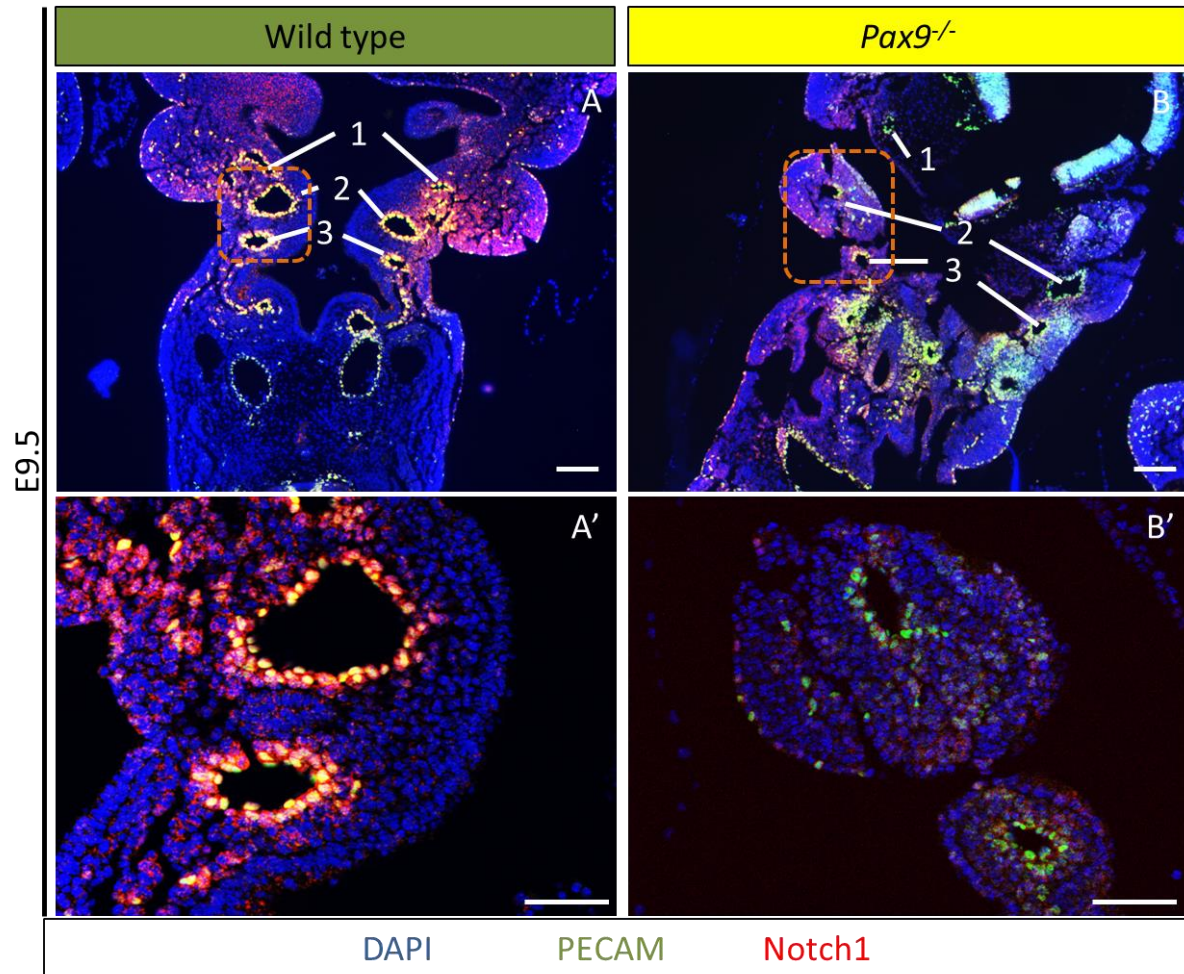 Wild type
Pax9-/-
A
B
1
2
3
1
2
3
E9.5
A’
B’
DAPI PECAM Notch1